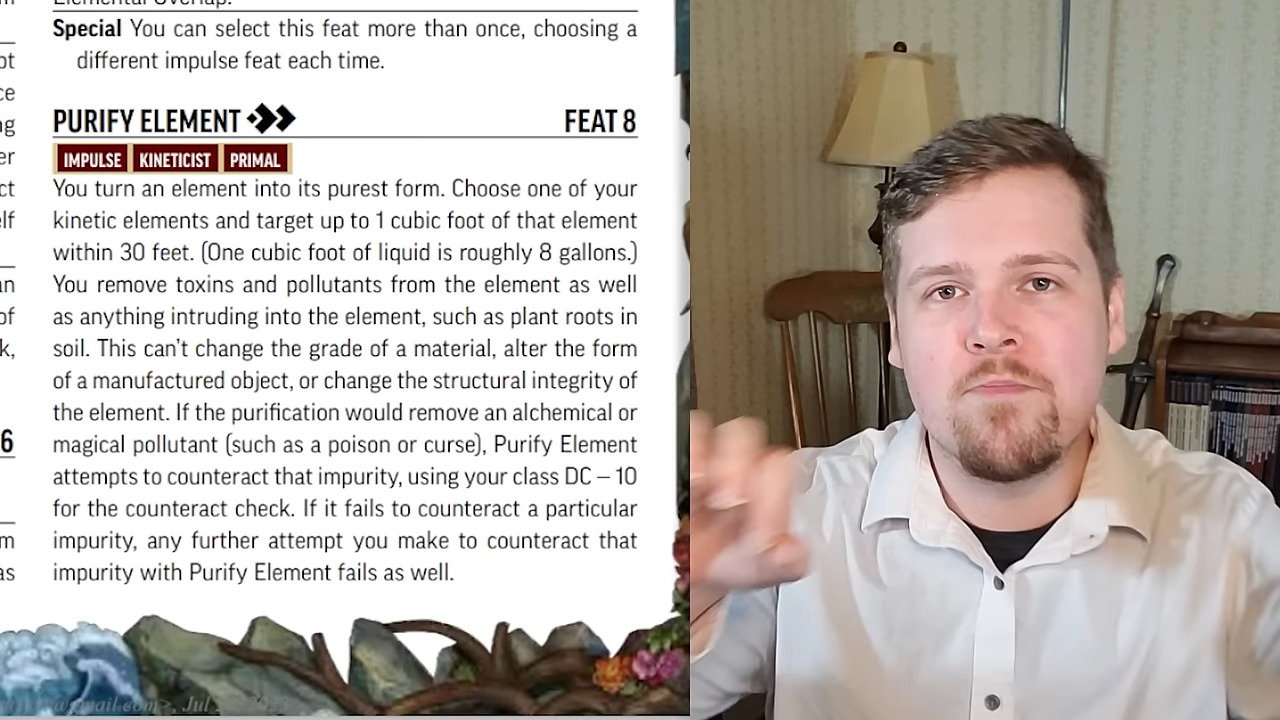 Elemental Overlap.
Special You can select this feat more than once, choosing a
different impulse feat each time.
PURIFY ELEMENT FEAT 8
IMPULSE KINETICIST PRIMAL
You turn an element into its purest form. Choose one of your
kinetic elements and target up to 1 cubic foot of that element
within 30 feet. (One cubic foot of liquid is roughly 8 gallons.)
You remove toxins and pollutants from the element as well
as anything intruding into the element, such as plant roots in
soil. This can't change the grade of a material, alter the form
of a manufactured object, or change the structural integrity of
the element. If the purification would remove an alchemical or
magical pollutant (such as a poison or curse), Purify Element
attempts to counteract that impurity, using your class DC – 10
for the counteract check. If it fails to counteract a particular
impurity, any further attempt you make to counteract that
impurity with Purify Element fails as well.
6